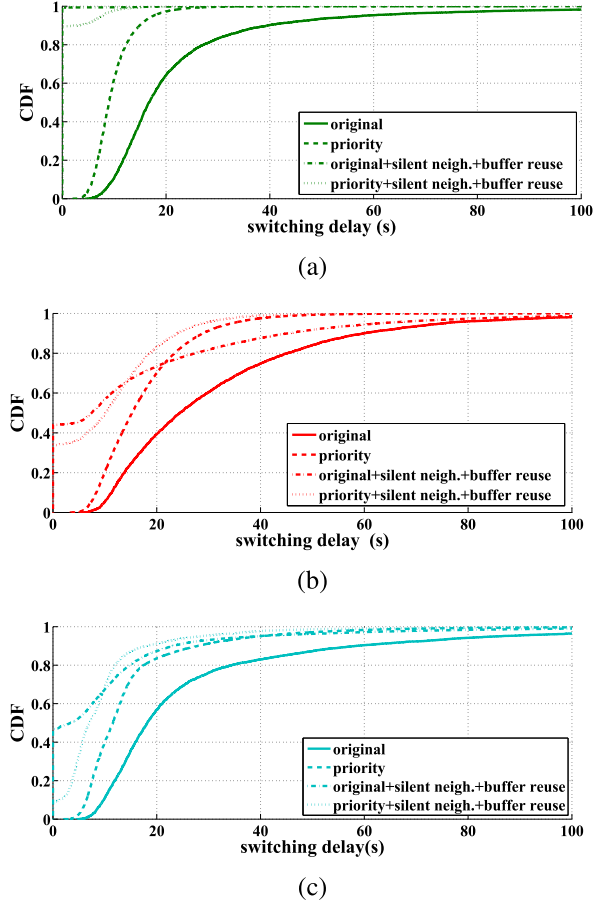 1
0.8
0.6
0.4
0.2
0
CDF
original
priority
original+silent neigh.+buffer reuse
priority+silent neigh.+buffer reuse
0 20 40 60 80 100
switching delay (s)
(a)
1
0.8
0.6
0.4
0.2
0
CDF
original
priority
original+silent neigh.+buffer reuse
priority+silent neigh.+buffer reuse
0 20 40 60 80 100
switching delay (s)
(b)
1
0.8
0.6
0.4
0.2
0
CDF
original
priority
original+silent neigh.+buffer reuse
priority+silent neigh.+buffer reuse
0 20 40 60 80 100
switching delay(s)
(c)